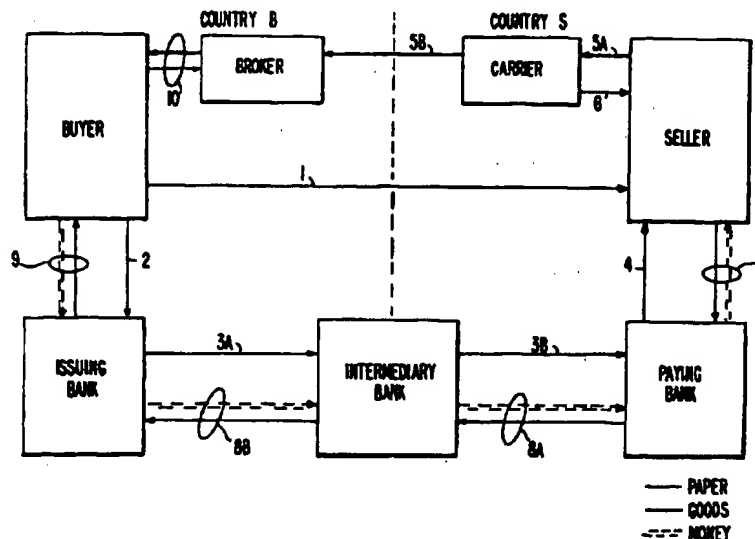 COUNTRY B
COUNTRY S
BUYER
BROKER
CARRIER
SELLER
10
5B
5A
6
1
9
2
4
ISSUING BANK
INTERMEDIARY BANK
PAYING BANK
3A
3B
8B
8A
PAPER
GOODS
MONEY